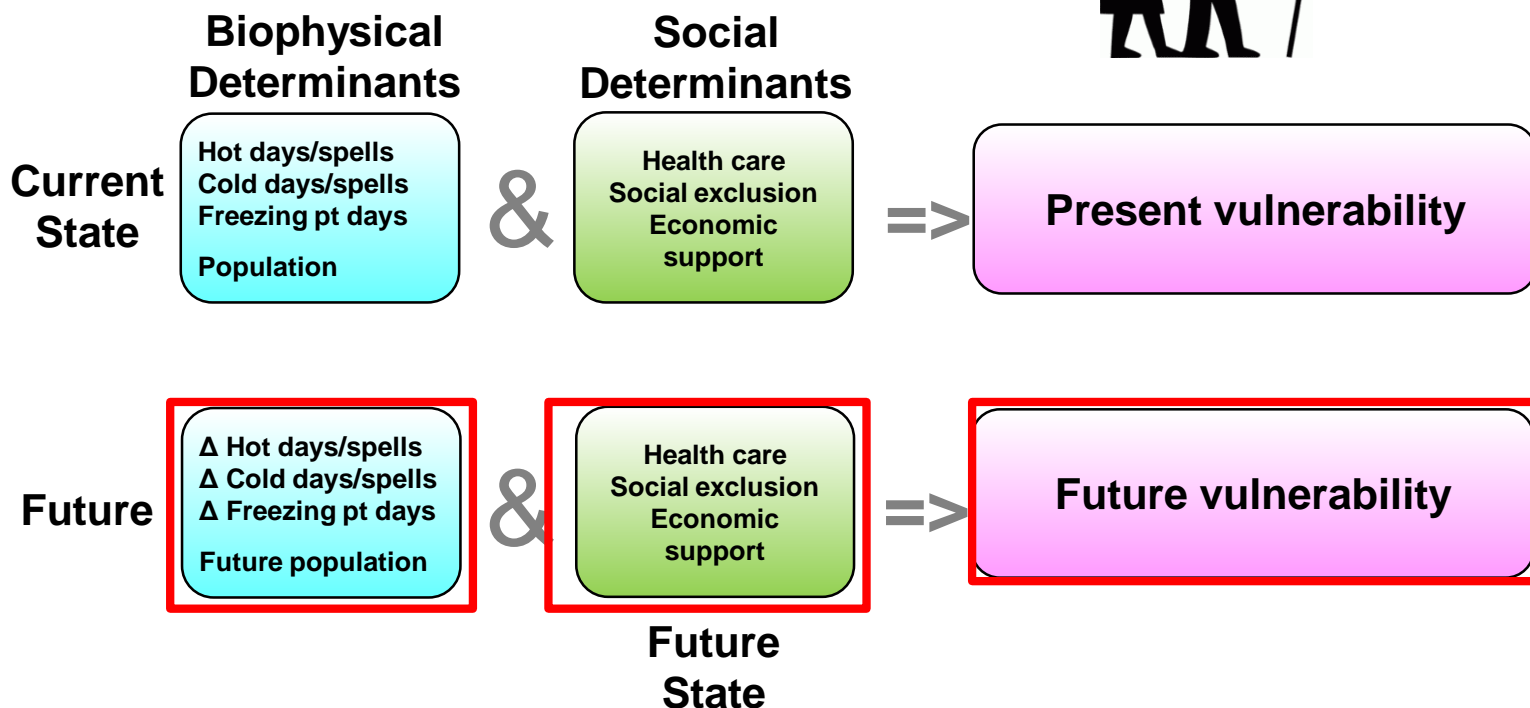 Biophysical
Determinants
Social
Determinants
Current
State
Hot days/spells
Cold days/spells
Freezing pt days
Population
&
Health care
Social exclusion
Economic
support
=>
Present vulnerability
Future
Δ Hot days/spells
Δ Cold days/spells
Δ Freezing pt days
Future population
&
Health care
Social exclusion
Economic
support
=>
Future vulnerability
Future
State